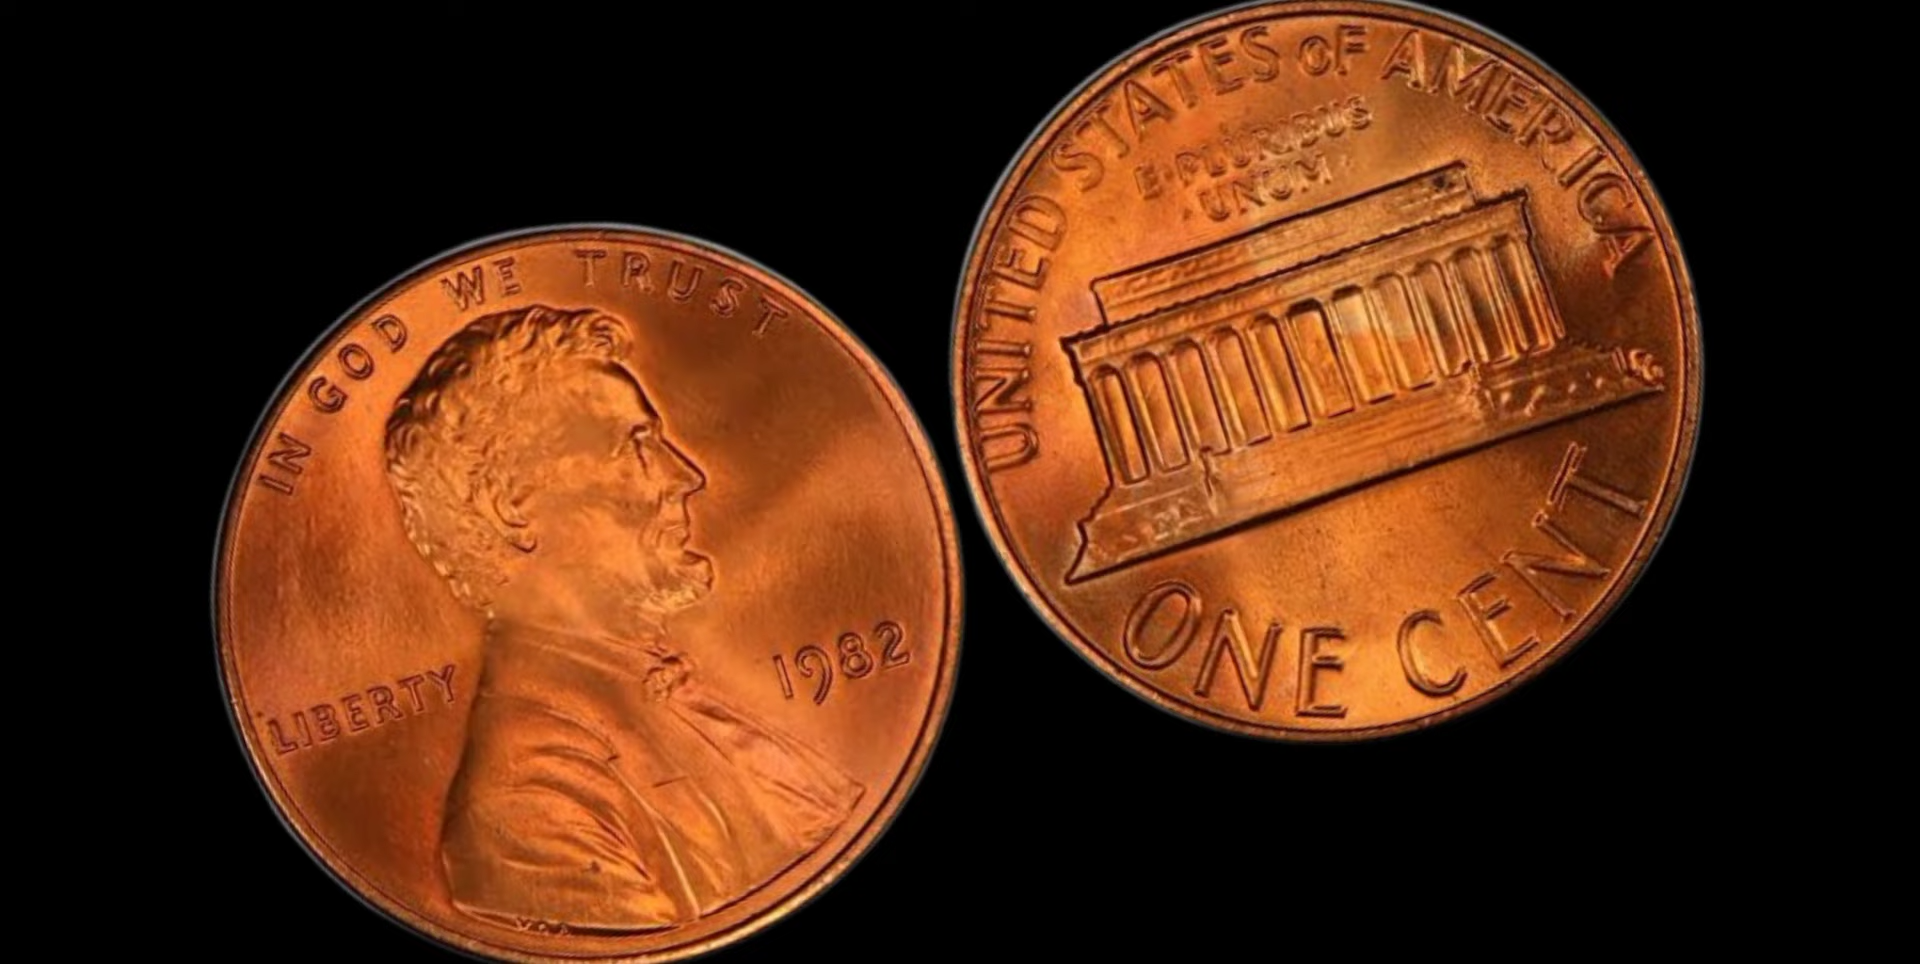 IN GOD WE TRUST
LIBERTY
1982
UNITED STATES OF AMERICA
E·PLURIBUS
·UNUM·
ONE CENT